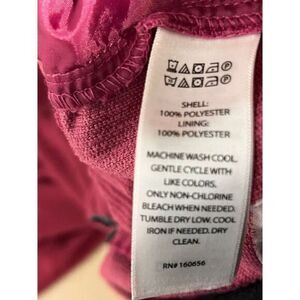 SHELL:
100% POLYESTER
LINING:
100% POLYESTER
MACHINE WASH COOL.
GENTLE CYCLE WITH
LIKE COLORS.
ONLY NON-CHLORINE
BLEACH WHEN NEEDED.
TUMBLE DRY LOW. COOL
IRON IF NEEDED. DRY
CLEAN.
RN# 160656